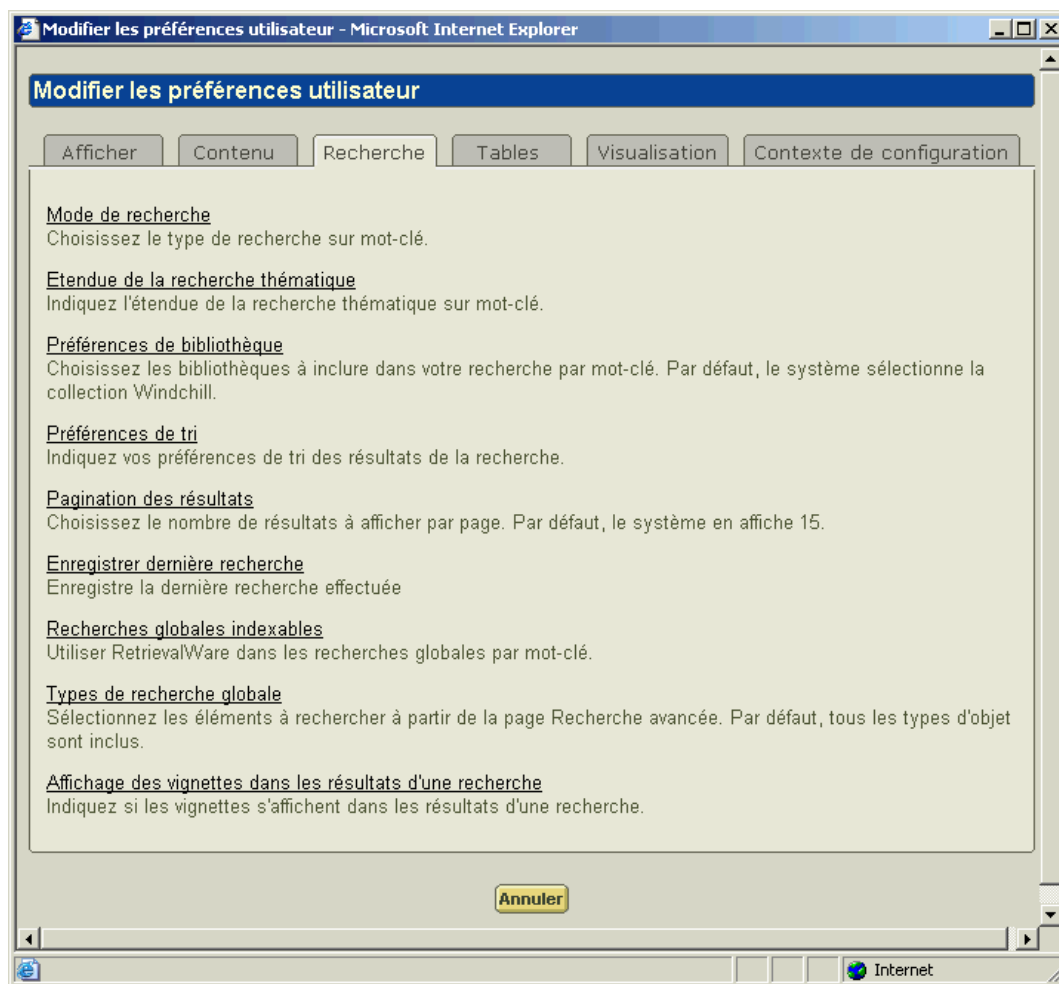 Modifier les préférences utilisateur - Microsoft Internet Explorer
Modifier les préférences utilisateur
Afficher Contenu Recherche Tables Visualisation Contexte de configuration
Mode de recherche
Choisissez le type de recherche sur mot-clé.
Etendue de la recherche thématique
Indiquez l'étendue de la recherche thématique sur mot-clé.
Préférences de bibliothèque
Choisissez les bibliothèques à inclure dans votre recherche par mot-clé. Par défaut, le système sélectionne la
collection Windchill.
Préférences de tri
Indiquez vos préférences de tri des résultats de la recherche.
Pagination des résultats
Choisissez le nombre de résultats à afficher par page. Par défaut, le système en affiche 15.
Enregistrer dernière recherche
Enregistre la dernière recherche effectuée
Recherches globales indexables
Utiliser RetrievalWare dans les recherches globales par mot-clé.
Types de recherche globale
Sélectionnez les éléments à rechercher à partir de la page Recherche avancée. Par défaut, tous les types d'objet
sont inclus.
Affichage des vignettes dans les résultats d'une recherche
Indiquez si les vignettes s'affichent dans les résultats d'une recherche.
Annuler
Internet